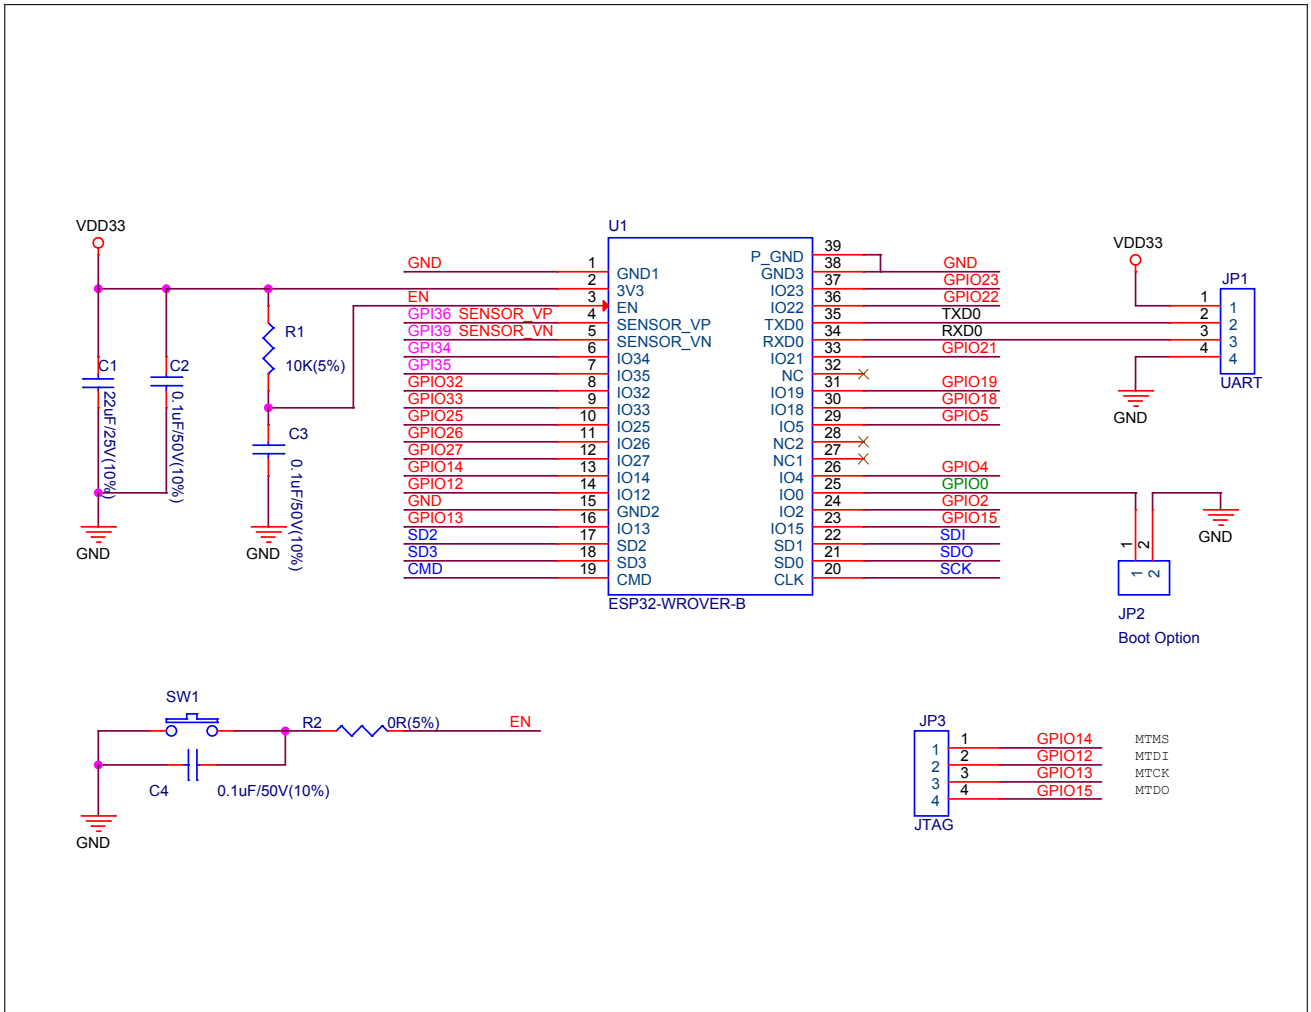 VDD33
C1
22uF/25V(10%)
C2
0.1uF/50V(10%)
GND
R1
10K(5%)
C3
0.1uF/50V(10%)
GND
U1
GND 1 GND1
2 3V3
EN 3 EN
GPI36 SENSOR_VP 4 SENSOR_VP
GPI39 SENSOR_VN 5 SENSOR_VN
GPI34 6 IO34
GPI35 7 IO35
GPIO32 8 IO32
GPIO33 9 IO33
GPIO25 10 IO25
GPIO26 11 IO26
GPIO27 12 IO27
GPIO14 13 IO14
GPIO12 14 IO12
GND 15 GND2
GPIO13 16 IO13
SD2 17 SD2
SD3 18 SD3
CMD 19 CMD
P_GND 39
GND3 38 GND
IO23 37 GPIO23
IO22 36 GPIO22
TXD0 35 TXD0
RXD0 34 RXD0
IO21 33 GPIO21
NC 32
IO19 31 GPIO19
IO18 30 GPIO18
IO5 29 GPIO5
NC2 28
NC1 27
IO4 26 GPIO4
IO0 25 GPIO0
IO2 24 GPIO2
IO15 23 GPIO15
SD1 22 SDI
SD0 21 SDO
CLK 20 SCK
ESP32-WROVER-B
VDD33
JP1
1 1
2 2
3 3
4 4
UART
GND
GND
1 2
1 2
JP2
Boot Option
SW1
R2 0R(5%) EN
C4 0.1uF/50V(10%)
GND
JP3
1 1 GPIO14 MTMS
2 2 GPIO12 MTDI
3 3 GPIO13 MTCK
4 4 GPIO15 MTDO
JTAG